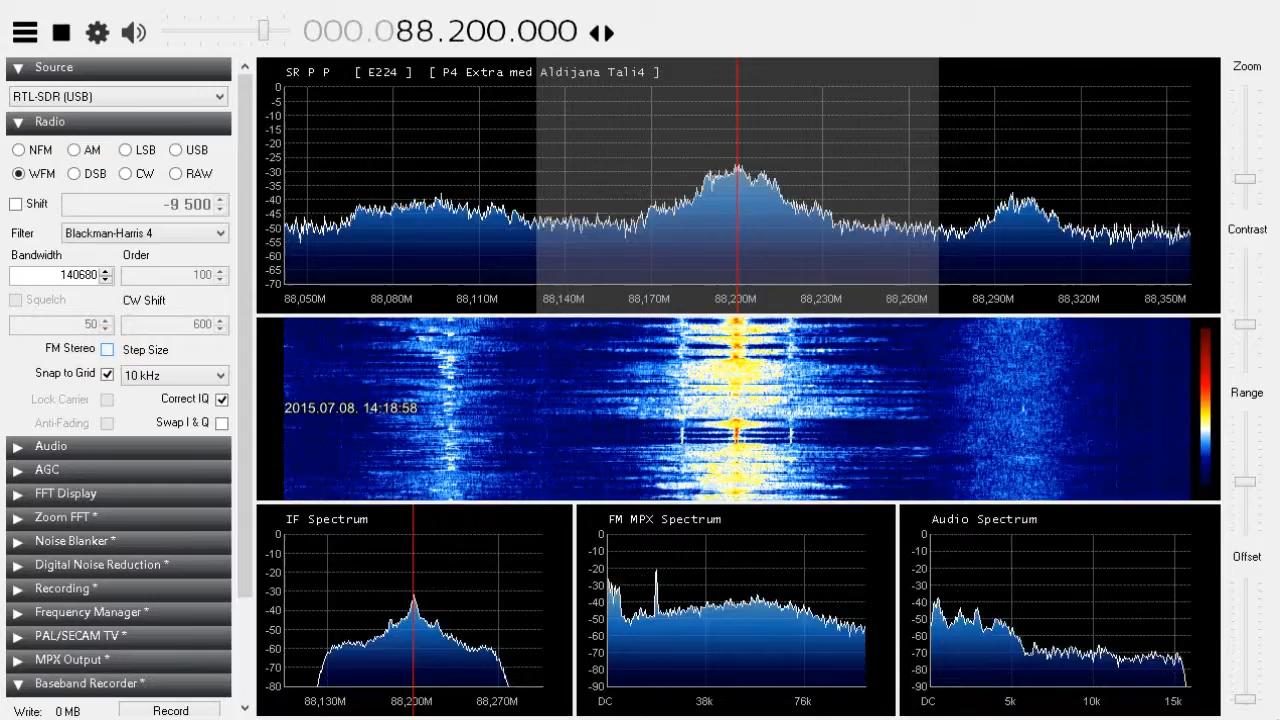 000.088.200.000
Source
RTL-SDR (USB)
Radio
NFM AM LSB USB
WFM DSB CW RAW
Shift -9 500
Filter Blackman-Harris 4
Bandwidth Order
140680 100
Squelch CW Shift
50 600
FM Stereo Step Size
Snap to Grid 10 kHz
Lock Carrier Correct IQ
Anti-Fading Swap I & Q
Audio
AGC
FFT Display
Zoom FFT *
Noise Blanker *
Digital Noise Reduction *
Recording *
Frequency Manager *
PAL/SECAM TV *
MPX Output *
Baseband Recorder *
Write: 0 MB Record
SR P P [ E224 ] [ P4 Extra med Aldijana Tali4 ]
0
-5
-10
-15
-20
-25
-30
-35
-40
-45
-50
-55
-60
-65
-70
88,050M 88,080M 88,110M 88,140M 88,170M 88,200M 88,230M 88,260M 88,290M 88,320M 88,350M
2015.07.08. 14:18:58
IF Spectrum
0
-10
-20
-30
-40
-50
-60
-70
-80
88,130M 88,200M 88,270M
FM MPX Spectrum
0
-10
-20
-30
-40
-50
-60
-70
-80
-90
DC 38k 76k
Audio Spectrum
0
-10
-20
-30
-40
-50
-60
-70
-80
-90
DC 5k 10k 15k
Zoom
Contrast
Range
Offset